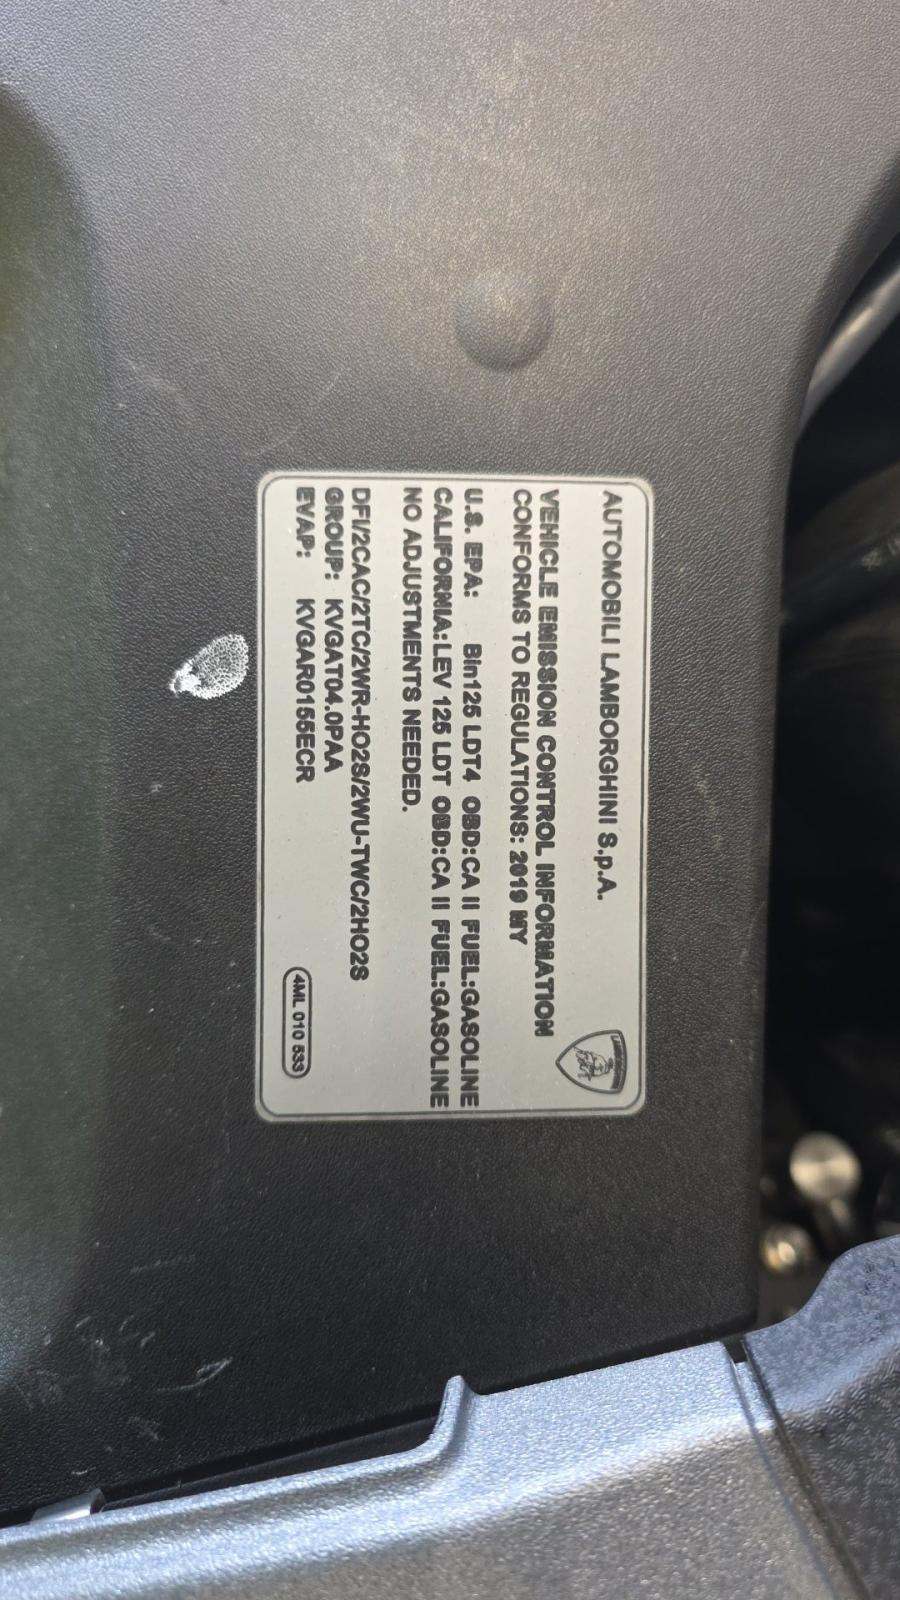 AUTOMOBILI LAMBORGHINI S.p.A.
VEHICLE EMISSION CONTROL INFORMATION
CONFORMS TO REGULATIONS: 2019 MY
U.S. EPA: Bin125 LDT4 OBD:CA II FUEL:GASOLINE
CALIFORNIA: LEV 125 LDT OBD:CA II FUEL:GASOLINE
NO ADJUSTMENTS NEEDED.
DFI/2CAC/2TC/2WR-HO2S/2WU-TWC/2HO2S
GROUP: KVGAT04.0PAA
EVAP: KVGAR0155ECR
4ML 010 533